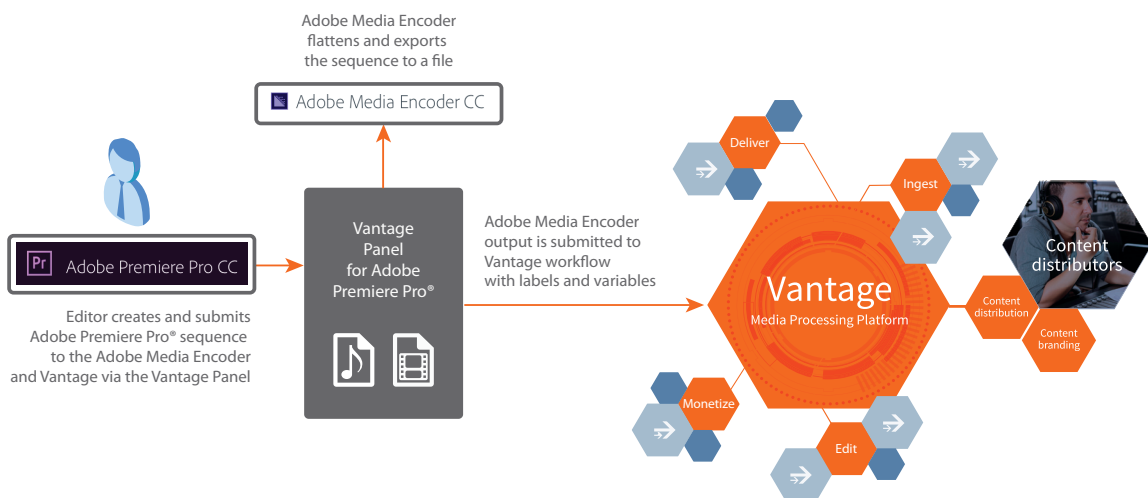 Adobe Media Encoder
flattens and exports
the sequence to a file
Adobe Media Encoder CC
Pr
Adobe Premiere Pro CC
Editor creates and submits
Adobe Premiere Pro® sequence
to the Adobe Media Encoder
and Vantage via the Vantage Panel
Vantage
Panel
for Adobe
Premiere Pro®
Adobe Media Encoder
output is submitted to
Vantage workflow
with labels and variables
Deliver
Ingest
Vantage
Media Processing Platform
Content
distributors
Content
distribution
Content
branding
Monetize
Edit